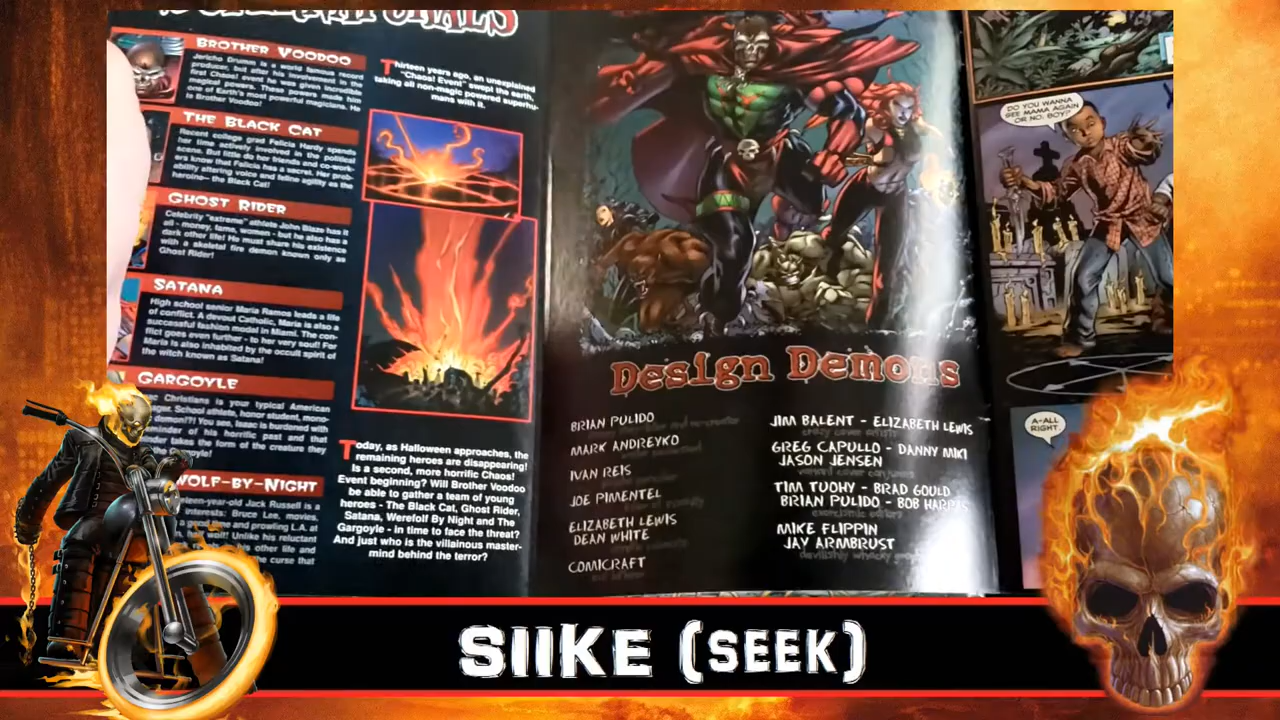 BROTHER VOODOO
Jericho Drumm is a world famous record
producer, but after his involvement in the
first Chaos! event he was given incredible
magical powers. These powers made him
one of Earth's most powerful magicians. He
is Brother Voodoo!
THE BLACK CAT
Recent college grad Felicia Hardy spends
her time actively involved in the political
scene. But little do her friends and co-work-
ers know that Felicia has a secret. Her prob-
ability altering voice and feline agility as the
heroine– the Black Cat!
GHOST RIDER
Celebrity "extreme" athlete John Blaze has it
all - money, fame, women - but he also has a
dark other life! He must share his existence
with a skeletal fire demon known only as
Ghost Rider!
SATANA
High school senior Maria Ramos leads a life
of conflict. A devout Catholic, Maria is also a
successful fashion model in Miami. The con-
flict goes even further - to her very soul! For
Maria is also inhabited by the occult spirit of
the witch known as Satana!
GARGOYLE
Christians is your typical American
School athlete, honor student, mono-
You see, Isaac is burdened with
of his horrific past and that
takes the form of the creature they
WOLF-BY-NIGHT
Jack Russell is a
interests: Bruce Lee, movies,
a good time and prowling L.A. at
half wolf! Unlike his reluctant
his other life and
the curse that
Thirteen years ago, an unexplained
"Chaos! Event" swept the earth,
taking all non-magic powered superhu-
mans with it.
Today, as Halloween approaches, the
remaining heroes are disappearing!
Is a second, more horrific Chaos!
Event beginning? Will Brother Voodoo
be able to gather a team of young
heroes - The Black Cat, Ghost Rider,
Satana, Werefolf By Night and The
Gargoyle - in time to face the threat?
And just who is the villainous master-
mind behind the terror?
Design Demons
BRIAN PULIDO
MARK ANDREYKO
IVAN REIS
JOE PIMENTEL
ELIZABETH LEWIS
DEAN WHITE
COMICRAFT
JIM BALENT - ELIZABETH LEWIS
GREG CAPULLO - DANNY MIKI
JASON JENSEN
TIM TUOHY - BRAD GOULD
BRIAN PULIDO - BOB HARRIS
MIKE FLIPPIN
JAY ARMBRUST
DO YOU WANNA
SEE MAMA AGAIN
OR NO, BOY?
A-ALL
RIGHT.
SIIKE (SEEK)